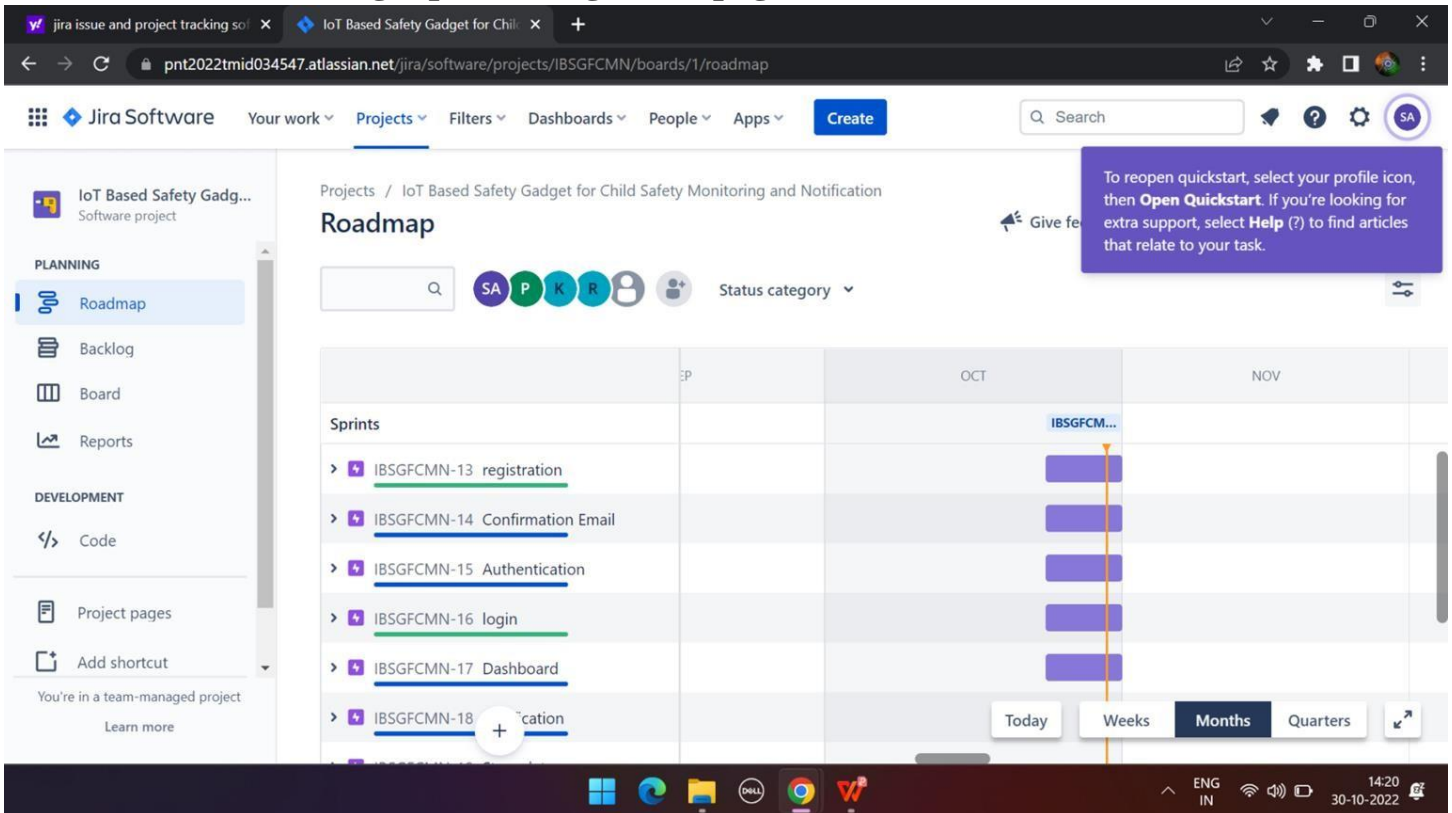 jira issue and project tracking sof
IoT Based Safety Gadget for Chil
pnt2022tmid034547.atlassian.net/jira/software/projects/IBSGFCMN/boards/1/roadmap
Jira Software Your work Projects Filters Dashboards People Apps Create Search SA
To reopen quickstart, select your profile icon,
then Open Quickstart. If you're looking for
extra support, select Help (?) to find articles
that relate to your task.
IoT Based Safety Gadg...
Software project
PLANNING
Roadmap
Backlog
Board
Reports
DEVELOPMENT
Code
Project pages
Add shortcut
You're in a team-managed project
Learn more
Projects / IoT Based Safety Gadget for Child Safety Monitoring and Notification
Roadmap
Give
SA P K R Status category
OCT NOV
Sprints IBSGFCM...
IBSGFCMN-13 registration
IBSGFCMN-14 Confirmation Email
IBSGFCMN-15 Authentication
IBSGFCMN-16 login
IBSGFCMN-17 Dashboard
IBSGFCMN-18
Today Weeks Months Quarters
DELL
ENG
IN
14:20
30-10-2022